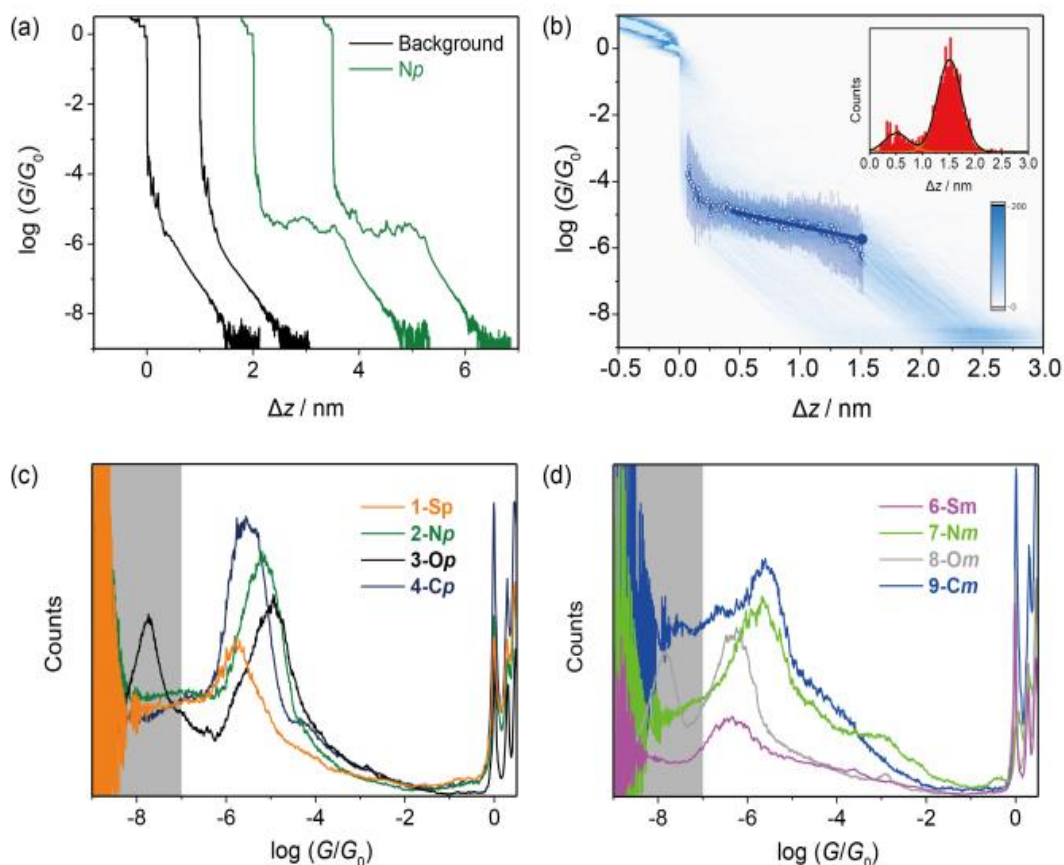 (a)
Background
Np
0
-2
-4
-6
-8
log (G/G₀)
0 2 4 6
Δz / nm
(b)
0
-2
-4
-6
-8
log (G/G₀)
-0.5 0.0 0.5 1.0 1.5 2.0 2.5 3.0
Δz / nm
Counts
0.0 0.5 1.0 1.5 2.0 2.5 3.0
Δz / nm
200
0
(c)
1-Sp
2-Np
3-Op
4-Cp
Counts
-8 -6 -4 -2 0
log (G/G₀)
(d)
6-Sm
7-Nm
8-Om
9-Cm
Counts
-8 -6 -4 -2 0
log (G/G₀)